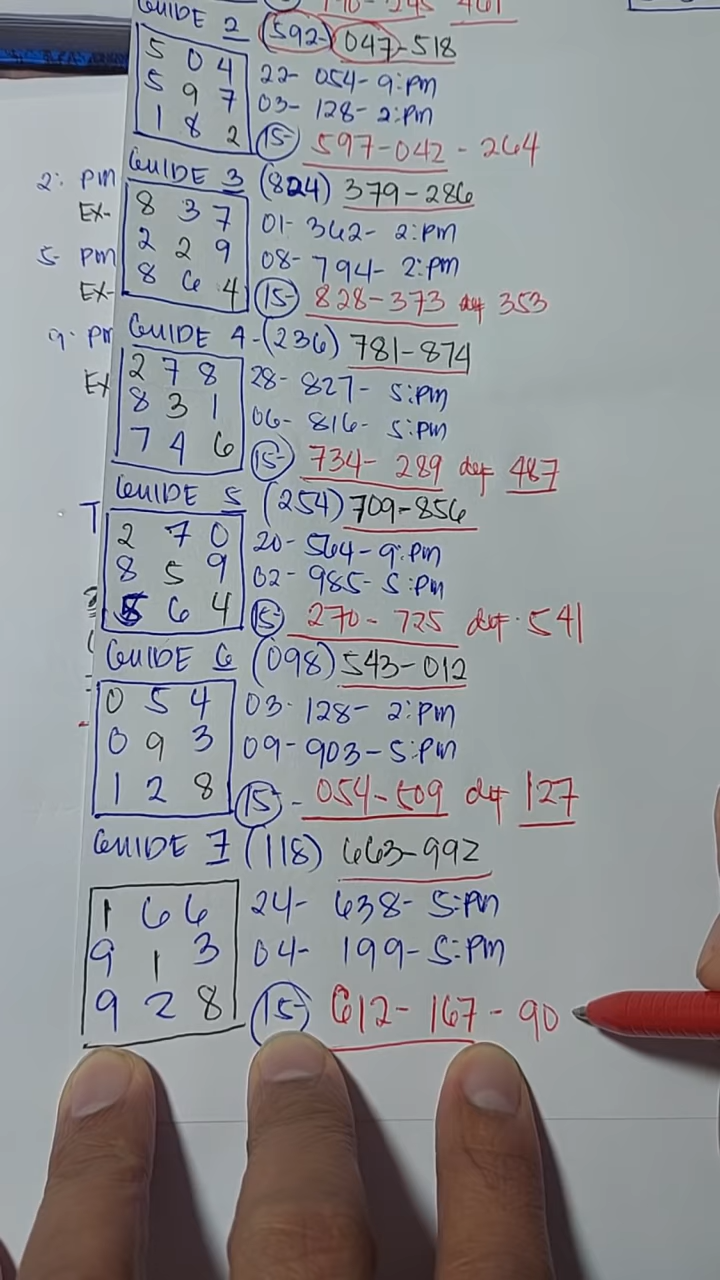 GUIDE 2 (592) 047-518
5 0 4
5 9 7
1 8 2
22- 054- 9:pm
03- 128- 2:pm
15- 597-042 - 264
GUIDE 3 (824) 379-286
8 3 7
2 2 9
8 6 4
01- 362- 2:pm
08- 794- 2:pm
15- 828-373 def 353
GUIDE 4-(236) 781-874
2 7 8
8 3 1
7 4 6
28- 827- 5:pm
06- 816- 5:pm
15- 734- 289 def 487
GUIDE 5 (254) 709-856
2 7 0
8 5 9
5 6 4
20- 564-9:pm
02- 985- 5:pm
15- 270- 725 def. 541
GUIDE 6 (098) 543-012
0 5 4
0 9 3
1 2 8
03- 128- 2:pm
09- 903- 5:pm
15- 054-509 def 127
GUIDE 7 (118) 663-992
1 6 6
9 1 3
9 2 8
24- 638- 5:pm
04- 199- 5:pm
15- 612- 167- 90
2: pm
EX-
5- pm
EX-
9: pm
EX
T